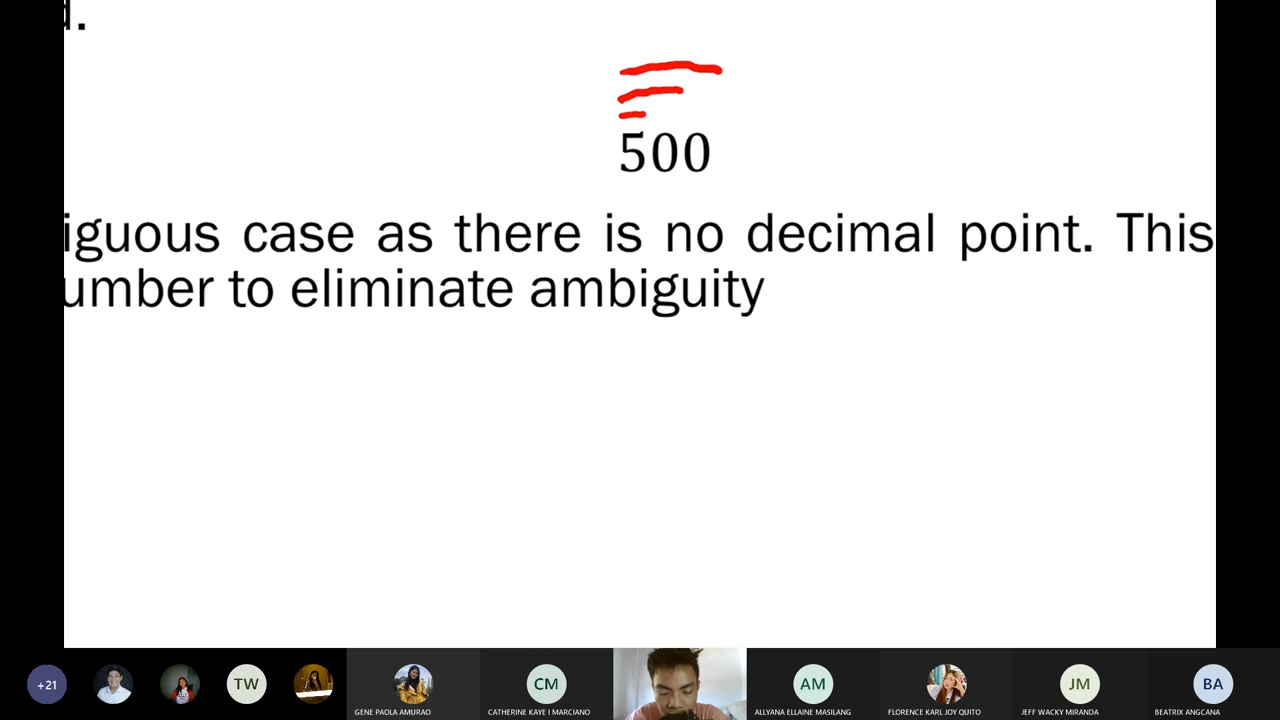 500
iguous case as there is no decimal point. This
umber to eliminate ambiguity
+21
TW
CM
AM
JM
BA
GENE PAOLA AMURAO
CATHERINE KAYE I MARCIANO
ALLYANA ELLAINE MASILANG
FLORENCE KARL JOY QUITO
JEFF WACKY MIRANDA
BEATRIX ANGCANA